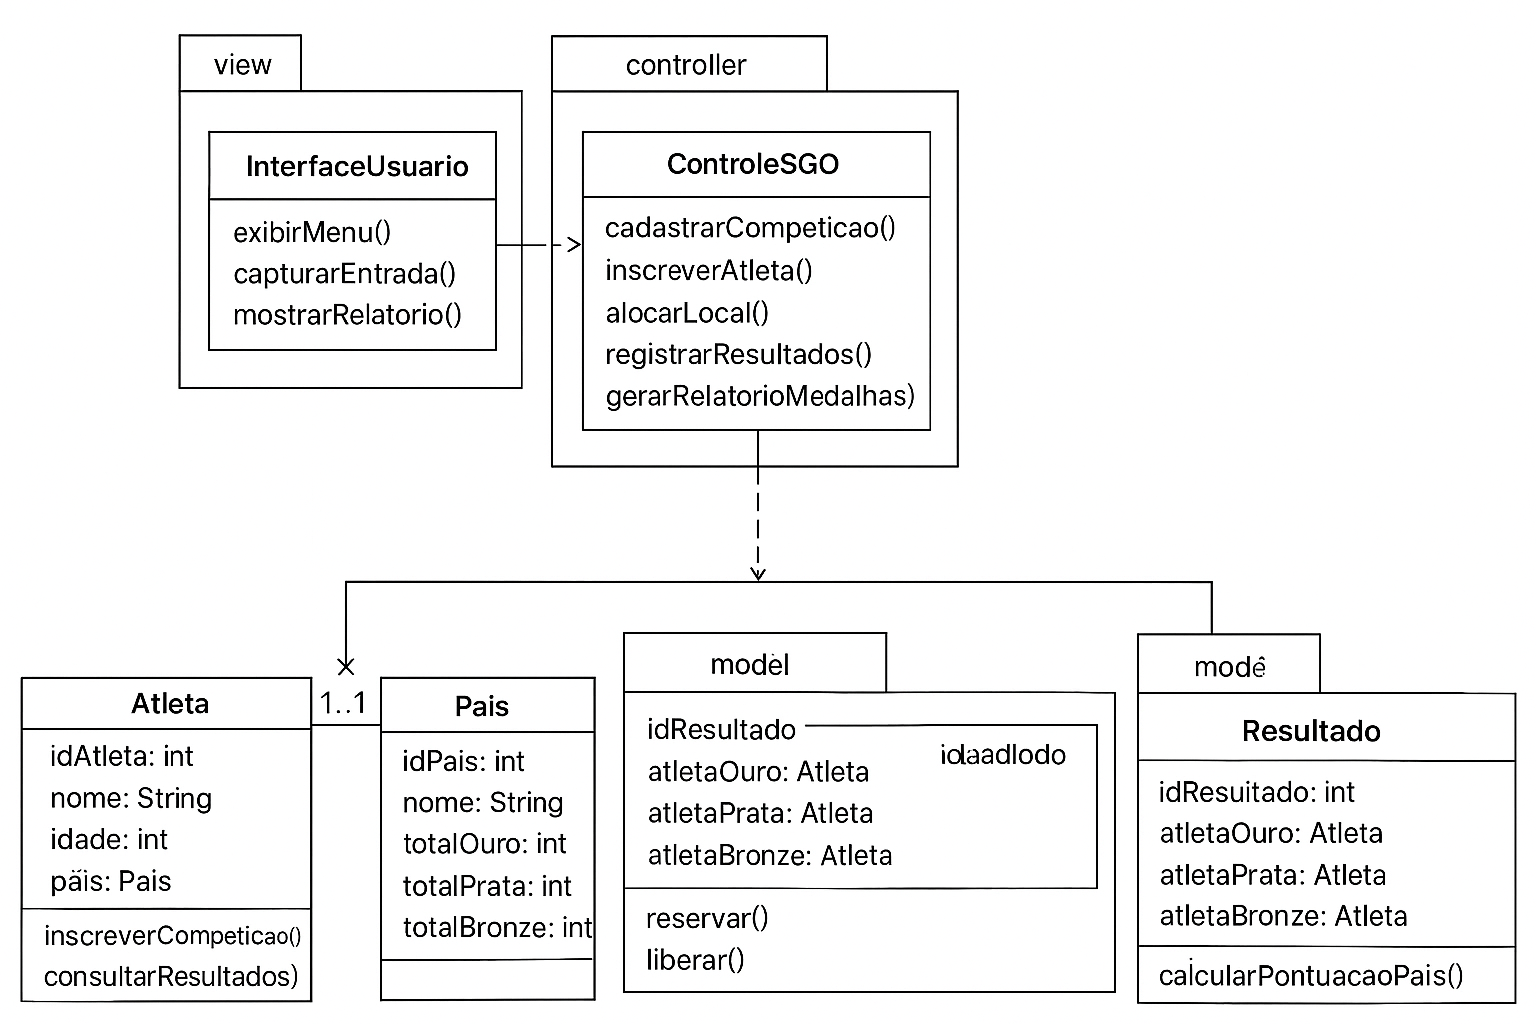 view
InterfaceUsuario
exibirMenu()
capturarEntrada()
mostrarRelatorio()
controller
ControleSGO
cadastrarCompeticao()
inscreverAtleta()
alocarLocal()
registrarResultados()
gerarRelatorioMedalhas)
Atleta
idAtleta: int
nome: String
idade: int
päis: Pais
inscreverCompeticao()
consultarResultados)
1..1
Pais
idPais: int
nome: String
totalOuro: int
totalPrata: int
totalBronze: int
model
idResultado
atletaOuro: Atleta
atletaPrata: Atleta
atletaBronze: Atleta
reservar()
liberar()
modê
Resultado
idResuitado: int
atletaOuro: Atleta
atletaPrata: Atleta
atletaBronze: Atleta
calcularPontuacaoPais()